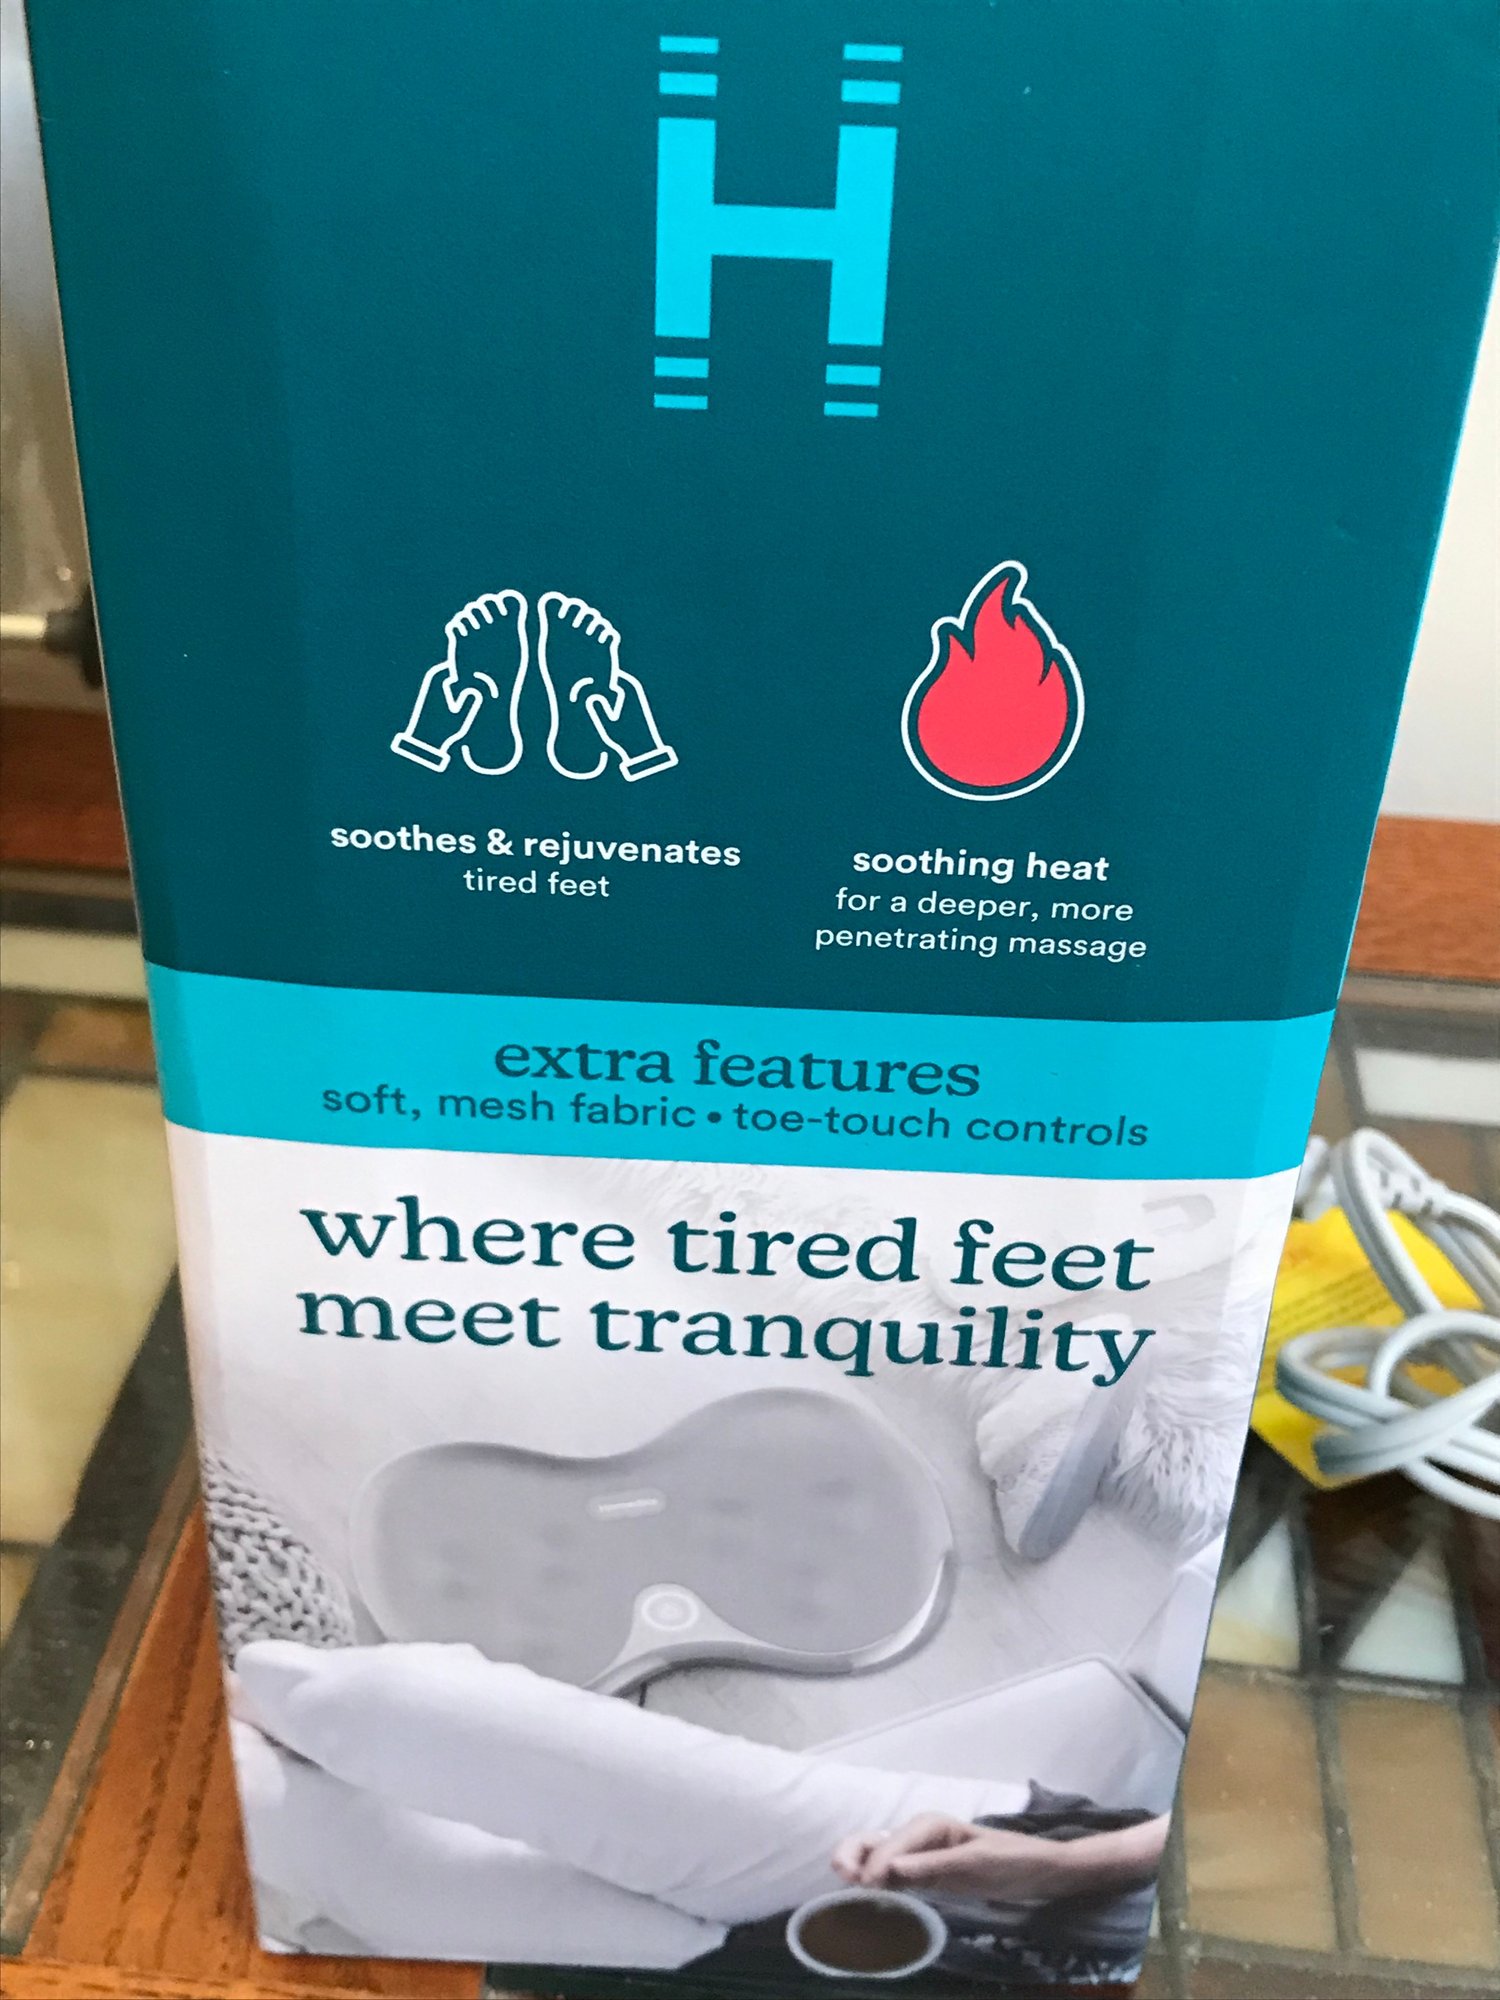 H
soothes & rejuvenates
tired feet
soothing heat
for a deeper, more
penetrating massage
extra features
soft, mesh fabric • toe-touch controls
where tired feet
meet tranquility